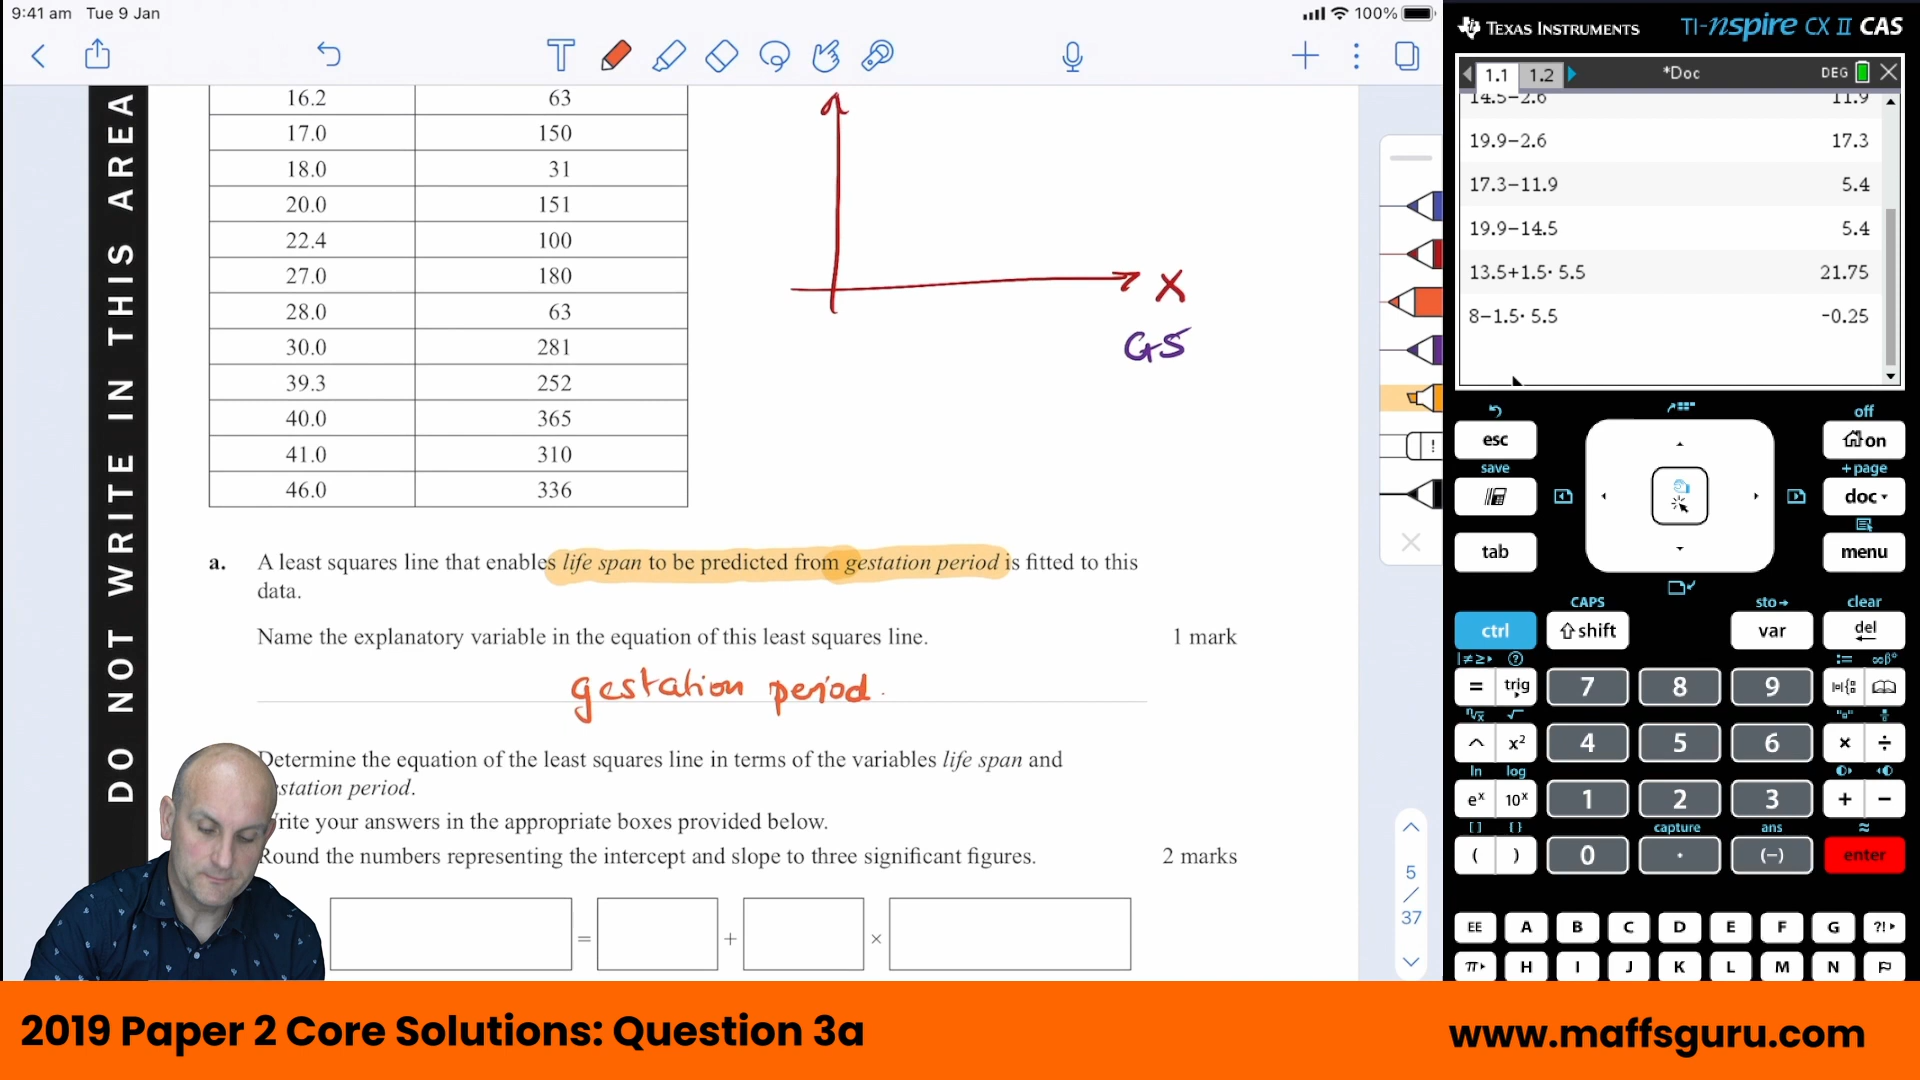 9:41 am Tue 9 Jan
100%
DO NOT WRITE IN THIS AREA
16.2 63
17.0 150
18.0 31
20.0 151
22.4 100
27.0 180
28.0 63
30.0 281
39.3 252
40.0 365
41.0 310
46.0 336
X
GS
a. A least squares line that enables life span to be predicted from gestation period is fitted to this
data.
Name the explanatory variable in the equation of this least squares line. 1 mark
gestation period.
Determine the equation of the least squares line in terms of the variables life span and
station period.
rite your answers in the appropriate boxes provided below.
Round the numbers representing the intercept and slope to three significant figures. 2 marks
= + ×
5
/
37
TEXAS INSTRUMENTS TI-nspire CX II CAS
1.1 1.2 *Doc DEG
14.5−2.6 11.9
19.9−2.6 17.3
17.3−11.9 5.4
19.9−14.5 5.4
13.5+1.5·5.5 21.75
8−1.5·5.5 -0.25
off
esc on
save +page
doc
tab menu
CAPS sto→ clear
ctrl shift var del
= trig 7 8 9
^ x² 4 5 6 × ÷
ln log
eˣ 10ˣ 1 2 3 + −
[ ] { } capture ans ≈
( ) 0 . (−) enter
EE A B C D E F G ?!▸
π▸ H I J K L M N
2019 Paper 2 Core Solutions: Question 3a
www.maffsguru.com